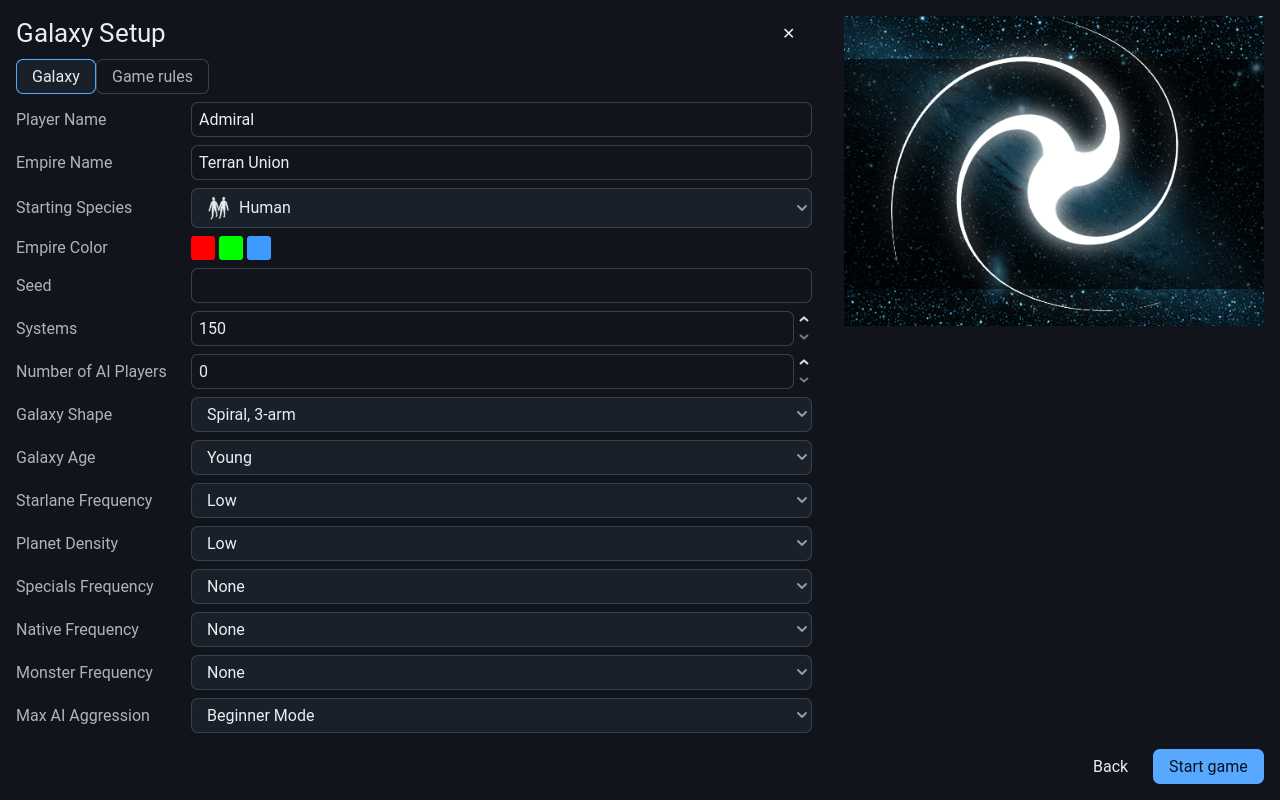 Galaxy Setup
Galaxy
Game rules
Player Name
Admiral
Empire Name
Terran Union
Starting Species
Human
Empire Color
Seed
Systems
150
Number of AI Players
0
Galaxy Shape
Spiral, 3-arm
Galaxy Age
Young
Starlane Frequency
Low
Planet Density
Low
Specials Frequency
None
Native Frequency
None
Monster Frequency
None
Max AI Aggression
Beginner Mode
Back
Start game